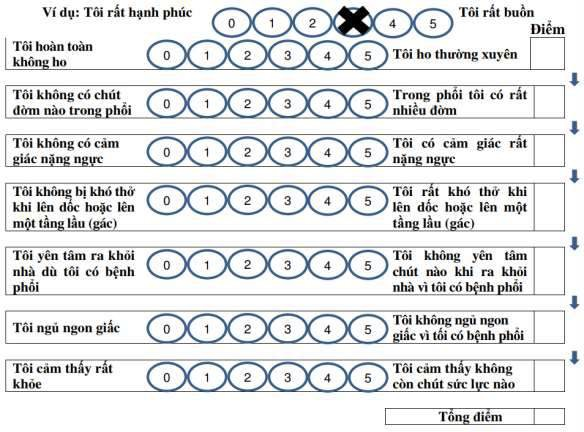 Ví dụ: Tôi rất hạnh phúc 0 1 2 4 5 Tôi rất buồn
Điểm
Tôi hoàn toàn
không ho
0 1 2 3 4 5
Tôi ho thường xuyên
Tôi không có chút
đờm nào trong phổi
0 1 2 3 4 5
Trong phổi tôi có rất
nhiều đờm
Tôi không có cảm
giác nặng ngực
0 1 2 3 4 5
Tôi có cảm giác rất
nặng ngực
Tôi không bị khó thở
khi lên dốc hoặc lên
một tầng lầu (gác)
0 1 2 3 4 5
Tôi rất khó thở khi
lên dốc hoặc lên một
tầng lầu (gác)
Tôi yên tâm ra khỏi
nhà dù tôi có bệnh
phổi
0 1 2 3 4 5
Tôi không yên tâm
chút nào khi ra khỏi
nhà vì tôi có bệnh phổi
Tôi ngủ ngon giấc
0 1 2 3 4 5
Tôi không ngủ ngon
giấc vì tối có bệnh phổi
Tôi cảm thấy rất
khỏe
0 1 2 3 4 5
Tôi cảm thấy không
còn chút sức lực nào
Tổng điểm